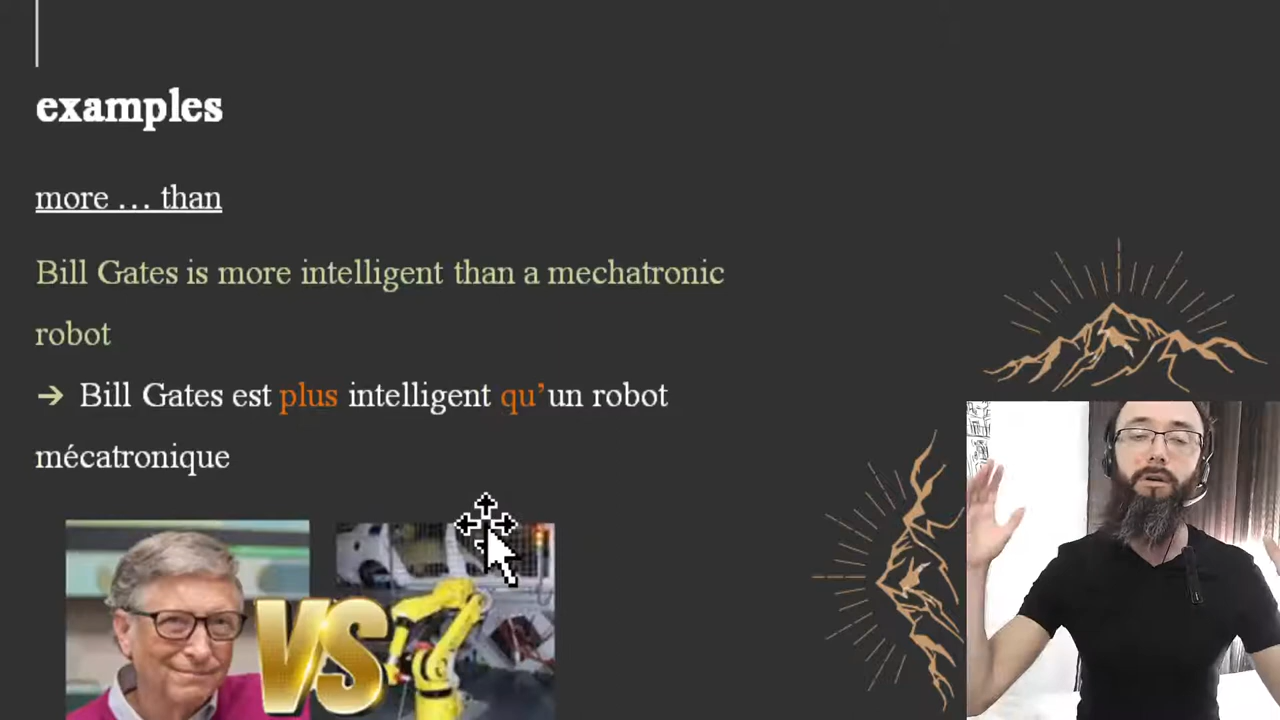 examples
more … than
Bill Gates is more intelligent than a mechatronic
robot
➔ Bill Gates est plus intelligent qu’un robot
mécatronique
VS